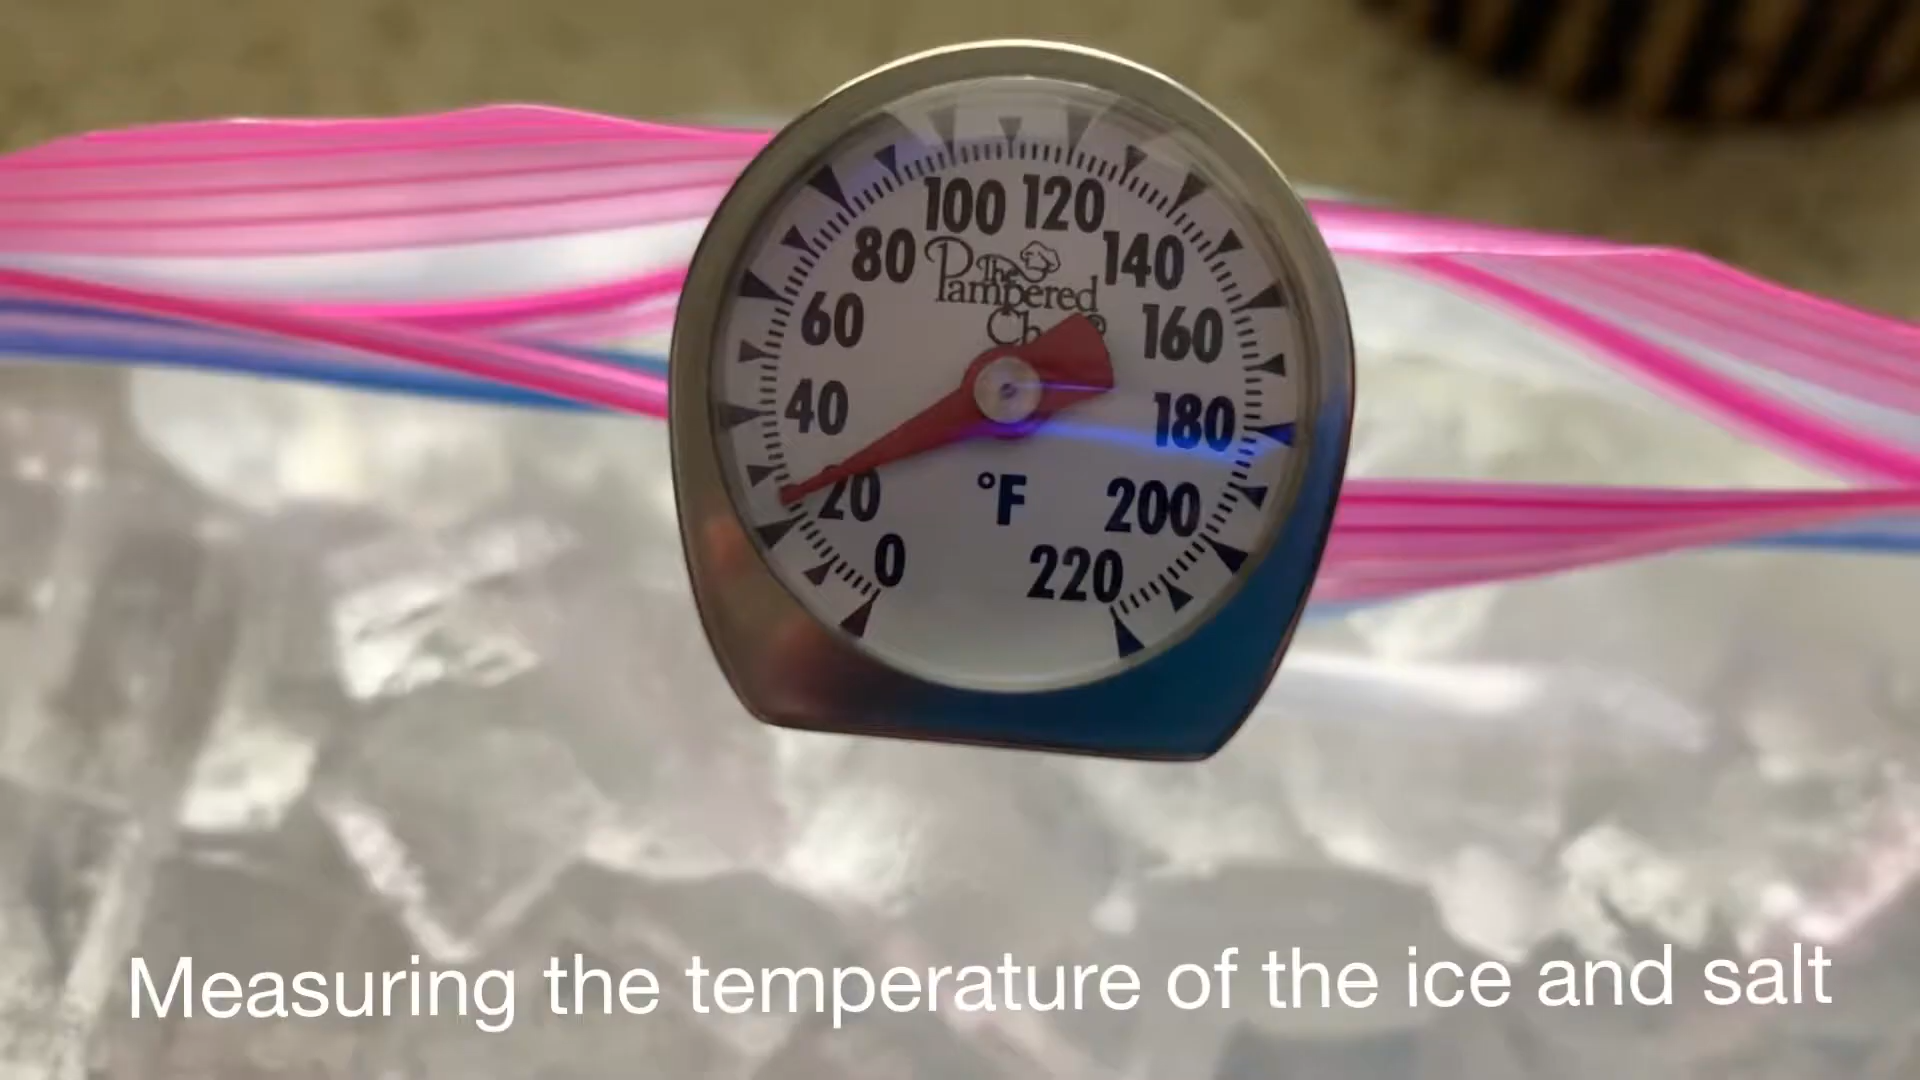 100 120
80 140
The
Pampered
60 160
40 180
20 °F 200
0 220
Measuring the temperature of the ice and salt